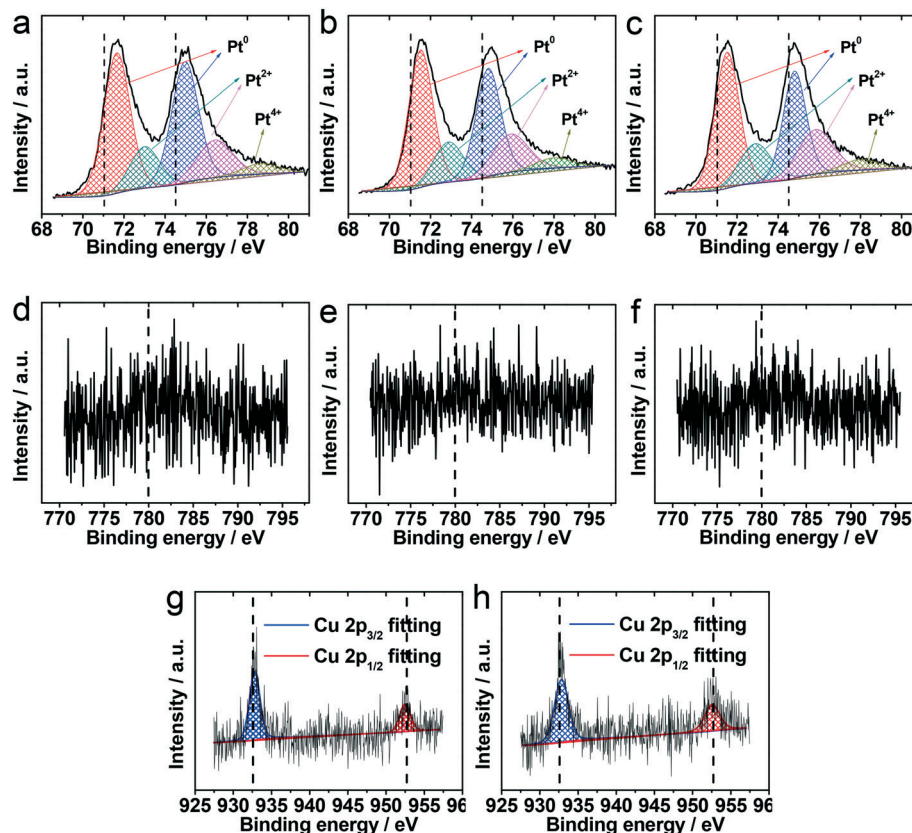 a
b
c
Pt0
Pt2+
Pt4+
Intensity / a.u.
68 70 72 74 76 78 80
Binding energy / eV
Pt0
Pt2+
Pt4+
Intensity / a.u.
68 70 72 74 76 78 80
Binding energy / eV
Pt0
Pt2+
Pt4+
Intensity / a.u.
68 70 72 74 76 78 80
Binding energy / eV
d
e
f
Intensity / a.u.
770 775 780 785 790 795
Binding energy / eV
Intensity / a.u.
770 775 780 785 790 795
Binding energy / eV
Intensity / a.u.
770 775 780 785 790 795
Binding energy / eV
g
h
Cu 2p3/2 fitting
Cu 2p1/2 fitting
Intensity / a.u.
925 930 935 940 945 950 955 96
Binding energy / eV
Cu 2p3/2 fitting
Cu 2p1/2 fitting
Intensity / a.u.
925 930 935 940 945 950 955 96
Binding energy / eV